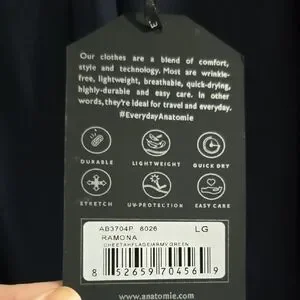 Our clothes are a blend of comfort,
style and technology. Most are wrinkle-
free, lightweight, breathable, quick-drying,
highly-durable and easy care. In other
words, they're ideal for travel and everyday.
#EverydayAnatomie
DURABLE LIGHTWEIGHT QUICK DRY
STRETCH UV-PROTECTION EASY CARE
AB3704P 8026 LG
RAMONA
CHEETAHFLAGE/ARMY GREEN
8 52659 70456 9
www.anatomie.com